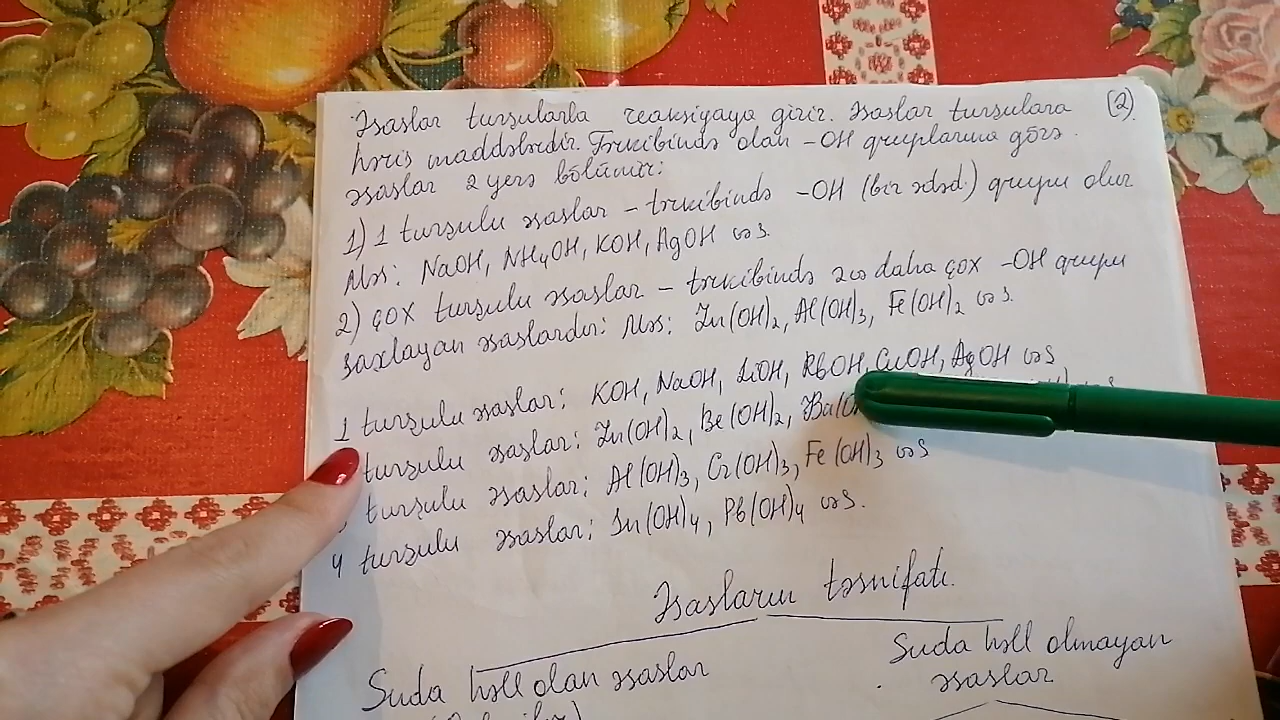 Əsaslar turşularla reaksiyaya girir. Əsaslar turşulara (2)
həris maddələrdir. Tərkibində olan -OH qruplarına görə
əsaslar 2 yerə bölünür:
1) 1 turşulu əsaslar - tərkibində -OH (bir ədəd) qrupu olur
Məs: NaOH, NH₄OH, KOH, AgOH və s.
2) çox turşulu əsaslar - tərkibində 2 və daha çox -OH qrupu
saxlayan əsaslardır: Məs: Zn(OH)₂, Al(OH)₃, Fe(OH)₂ və s.
1 turşulu əsaslar: KOH, NaOH, LiOH, RbOH, CuOH, AgOH və s
turşulu əsaslar: Zn(OH)₂, Be(OH)₂, Ba(OH
turşulu əsaslar: Al(OH)₃, Cr(OH)₃, Fe(OH)₃ və s
4 turşulu əsaslar: Sn(OH)₄, Pb(OH)₄ və s.
Əsasların təsnifatı.
Suda həll olan əsaslar
Suda həll olmayan
əsaslar